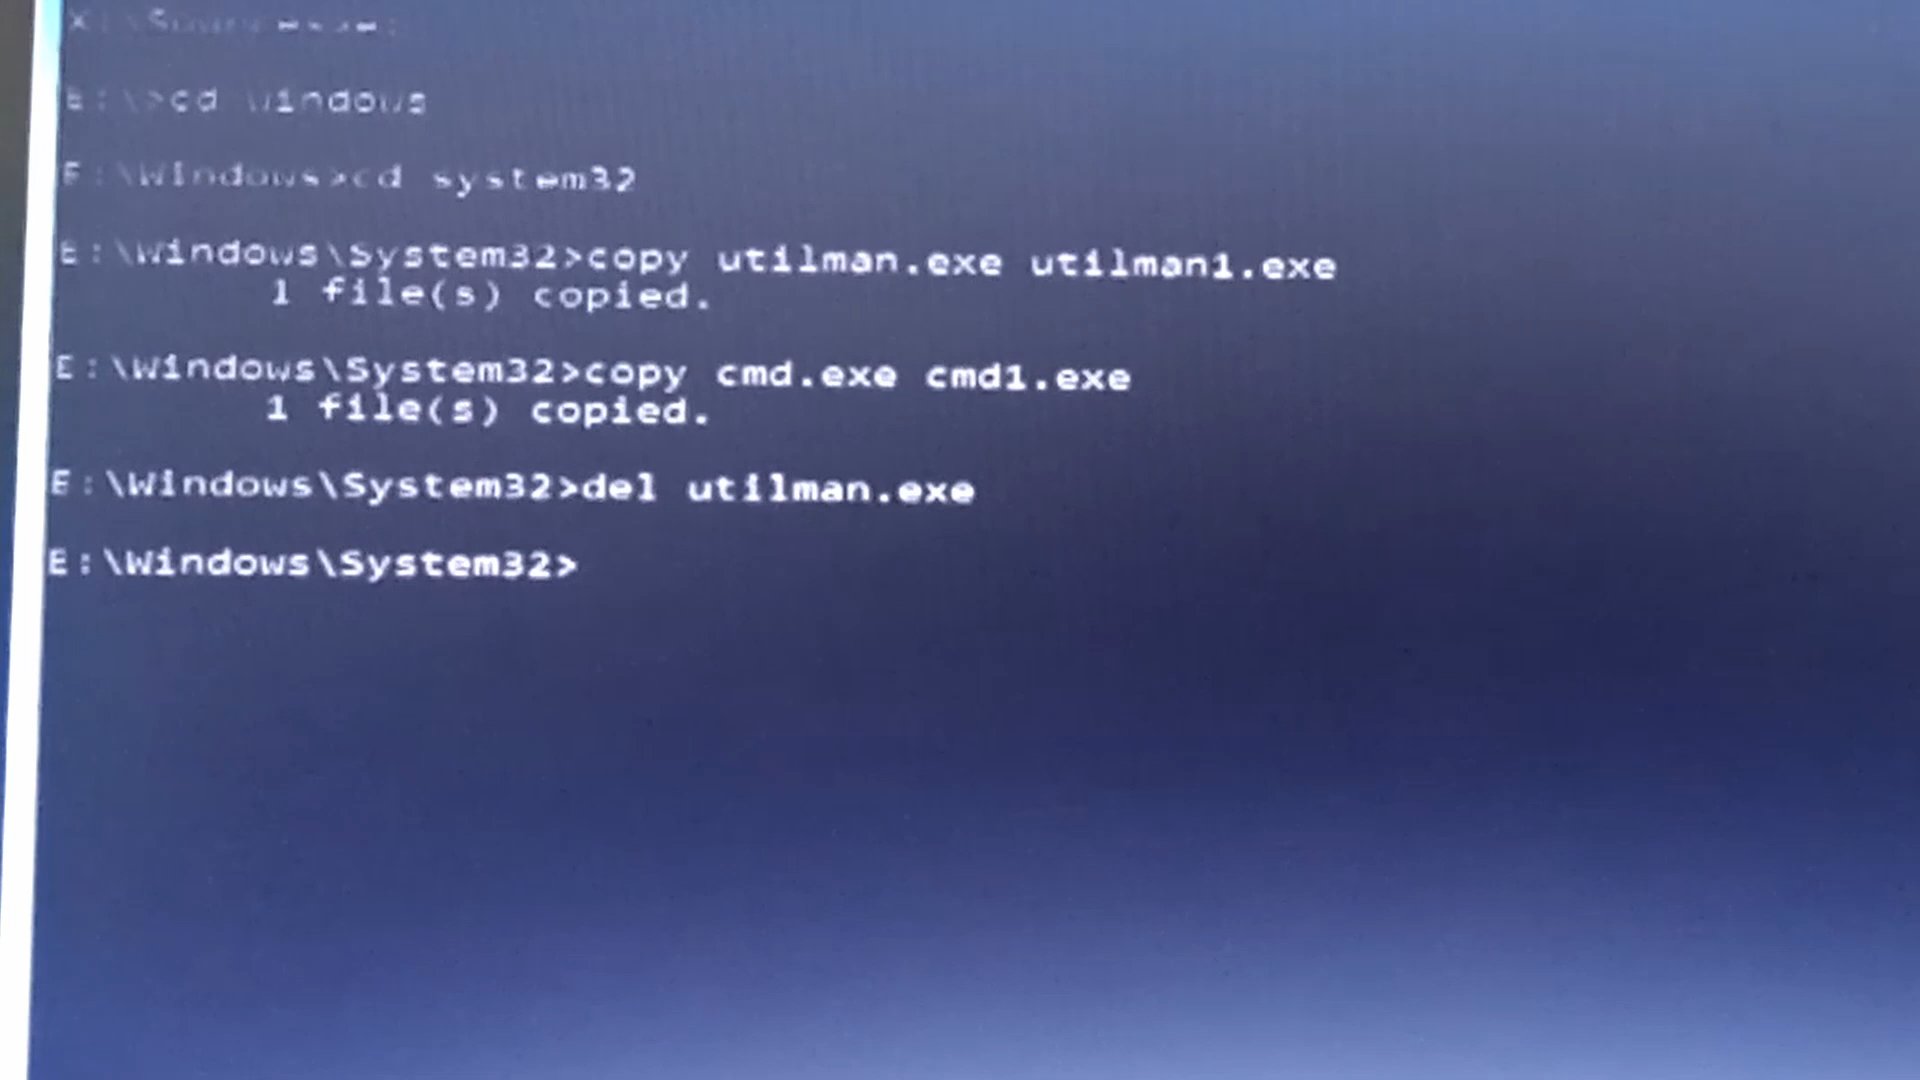 E:\>cd windows
E:\Windows>cd system32
E:\Windows\System32>copy utilman.exe utilman1.exe
1 file(s) copied.
E:\Windows\System32>copy cmd.exe cmd1.exe
1 file(s) copied.
E:\Windows\System32>del utilman.exe
E:\Windows\System32>